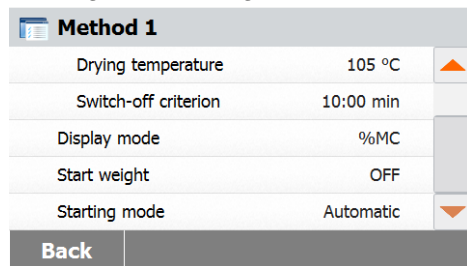 Method 1
Drying temperature 105 ºC
Switch-off criterion 10:00 min
Display mode %MC
Start weight OFF
Starting mode Automatic
Back